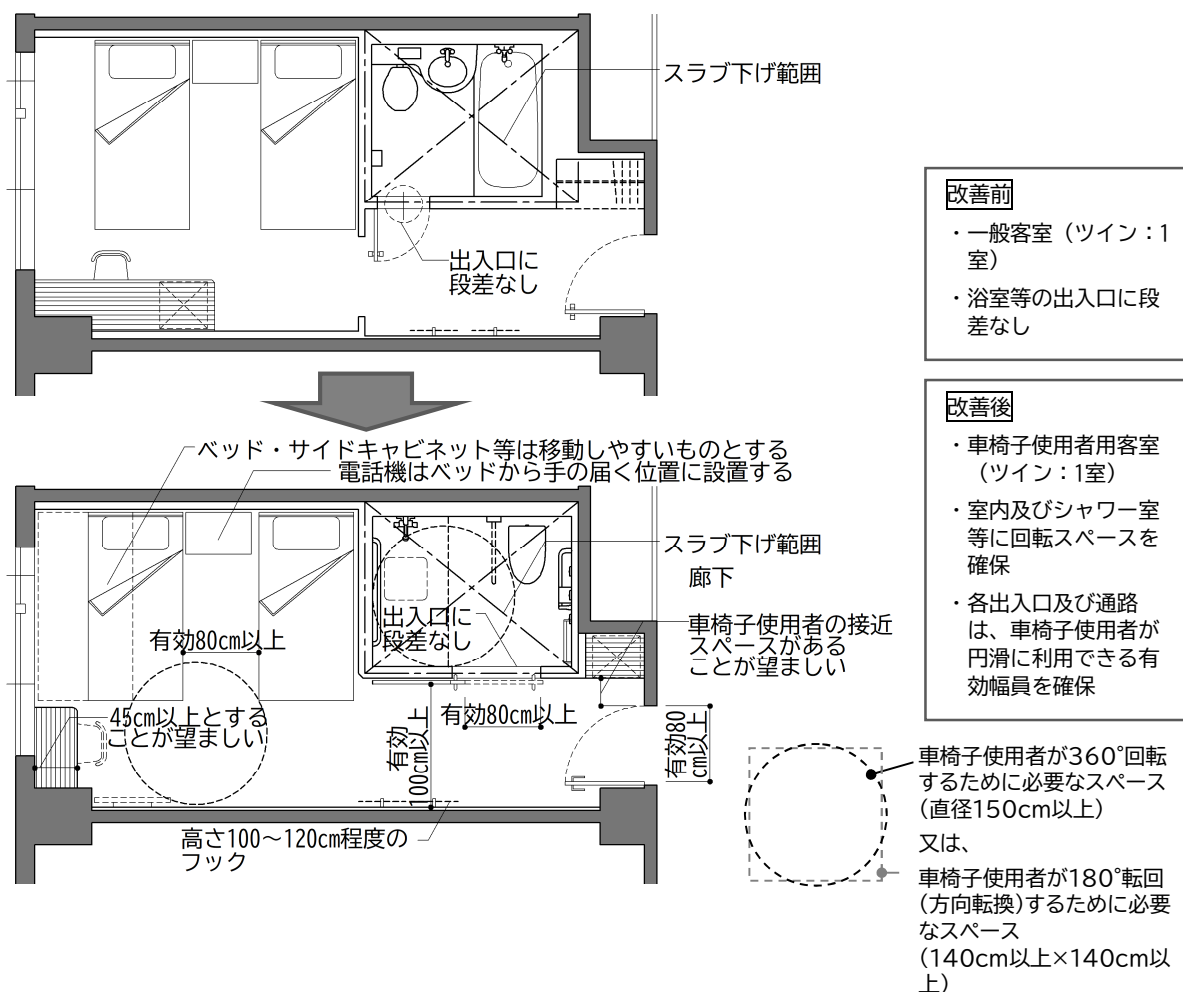 スラブ下げ範囲
出入口に
段差なし
改善前
・一般客室（ツイン：1
室）
・浴室等の出入口に段
差なし
ベッド・サイドキャビネット等は移動しやすいものとする
電話機はベッドから手の届く位置に設置する
スラブ下げ範囲
廊下
出入口に
段差なし
車椅子使用者の接近
スペースがある
ことが望ましい
有効80cm以上
45cm以上とする
ことが望ましい
有効
100cm以上
有効80cm以上
有効80
cm以上
高さ100～120cm程度の
フック
改善後
・車椅子使用者用客室
（ツイン：1室）
・室内及びシャワー室
等に回転スペースを
確保
・各出入口及び通路
は、車椅子使用者が
円滑に利用できる有
効幅員を確保
車椅子使用者が360°回転
するために必要なスペース
(直径150cm以上)
又は、
車椅子使用者が180°転回
(方向転換)するために必要
なスペース
(140cm以上×140cm以
上)